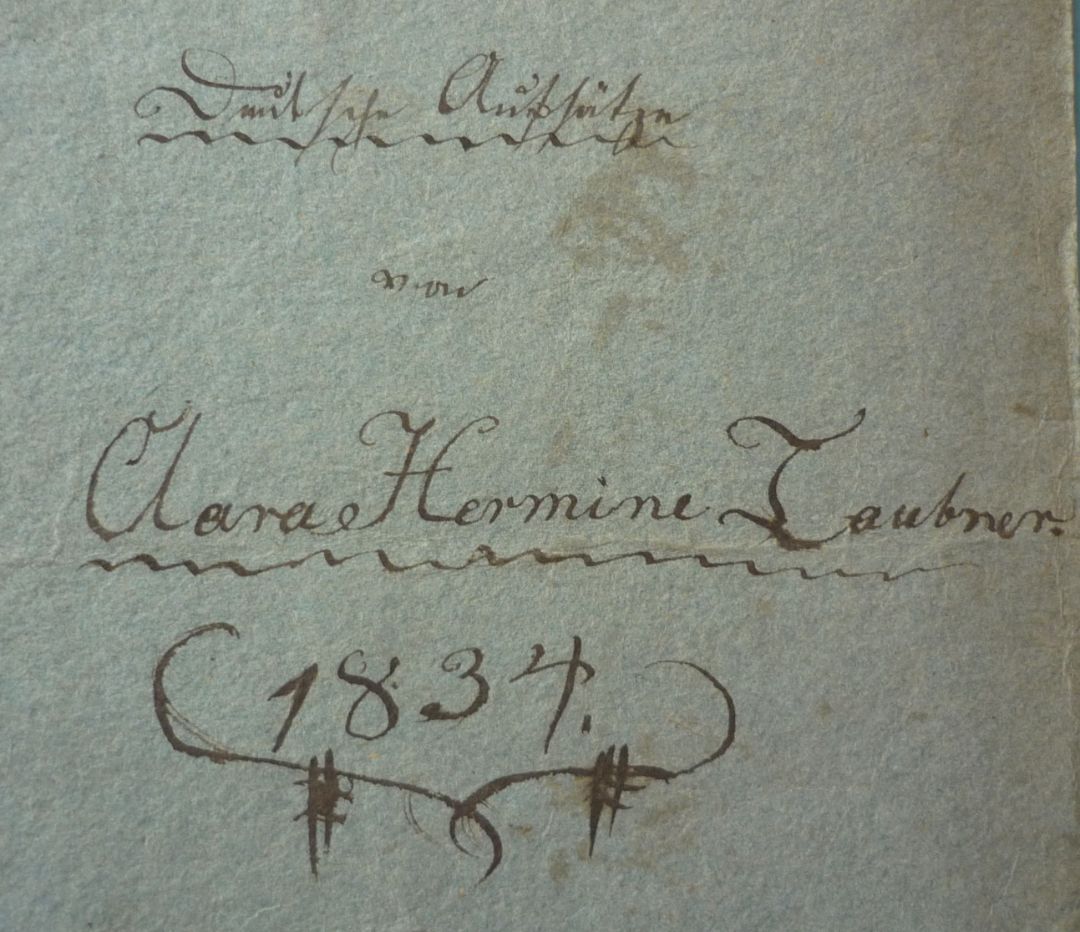 Deutsche Aufsätze
von
Clara Hermine Taubner.
1834.